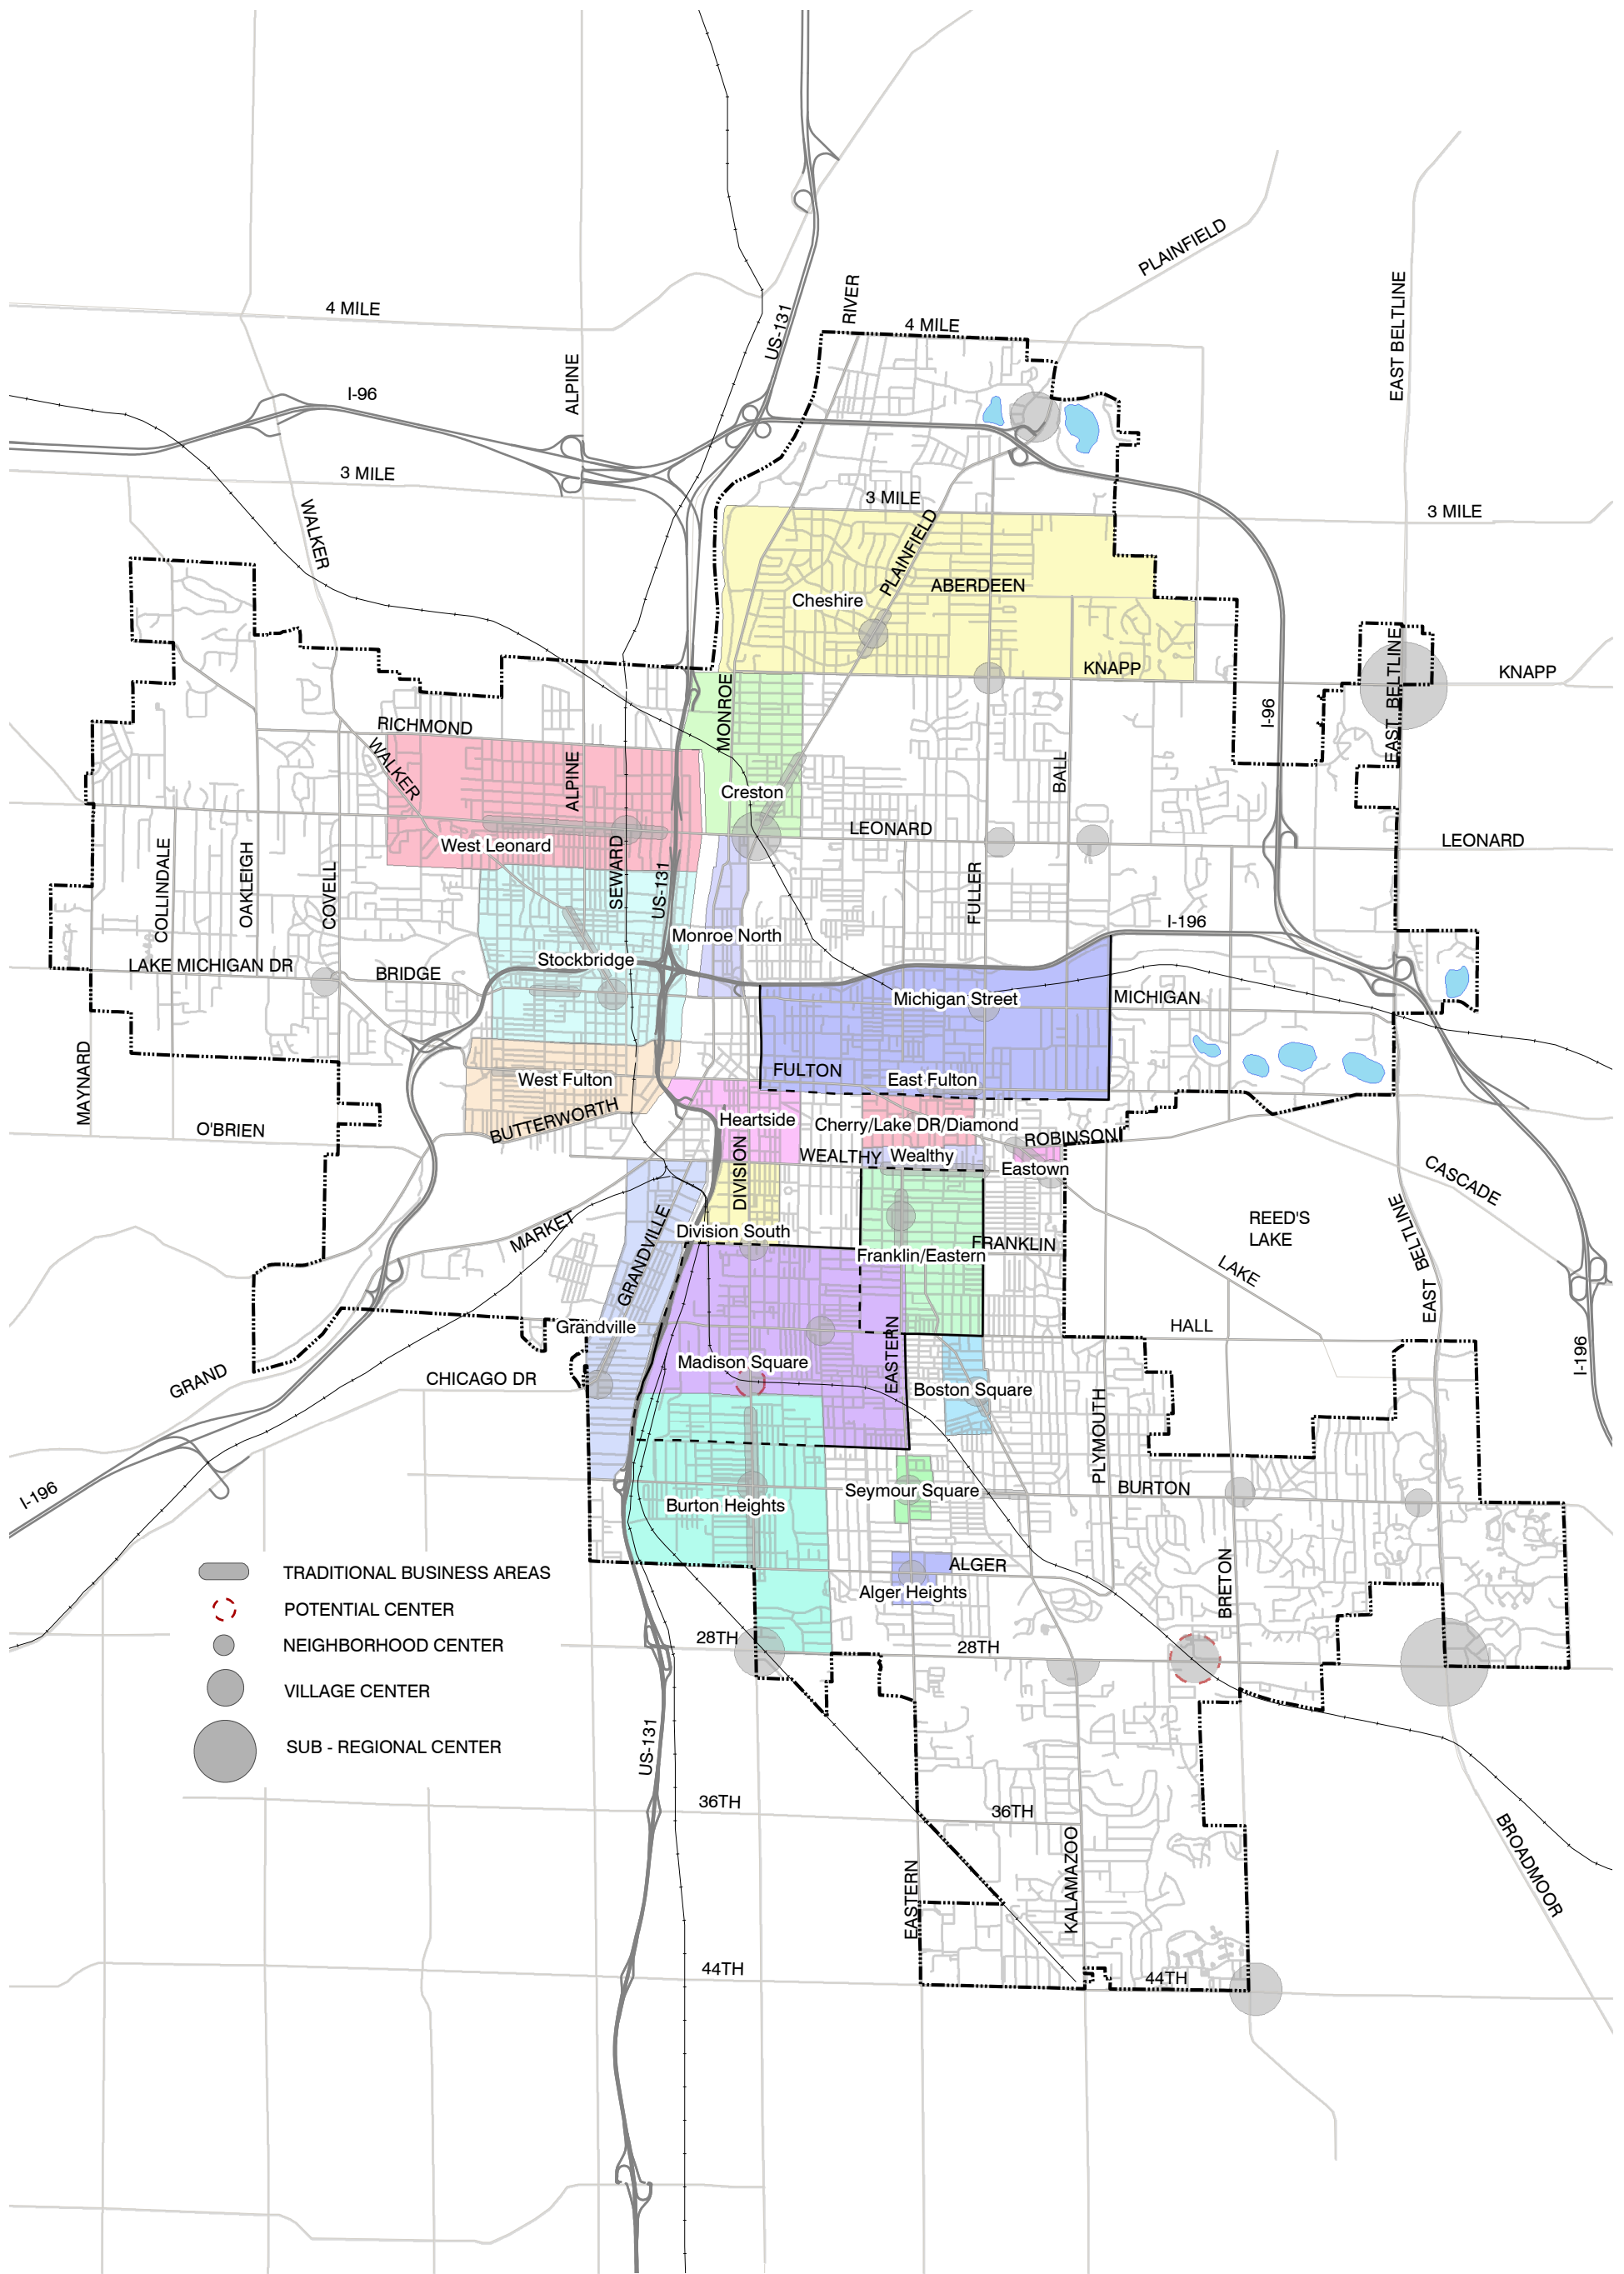 PLAINFIELD
RIVER
EAST BELTLINE
4 MILE
US-131
4 MILE
ALPINE
I-96
3 MILE
3 MILE
3 MILE
WALKER
PLAINFIELD
ABERDEEN
Cheshire
KNAPP
KNAPP
EAST BELTLINE
MONROE
I-96
RICHMOND
WALKER
ALPINE
BALL
Creston
LEONARD
LEONARD
West Leonard
COLLINDALE
OAKLEIGH
COVELL
SEWARD
US-131
FULLER
I-196
Monroe North
Stockbridge
LAKE MICHIGAN DR
BRIDGE
Michigan Street
MICHIGAN
MAYNARD
FULTON
East Fulton
West Fulton
BUTTERWORTH
Heartside
Cherry/Lake DR/Diamond
O'BRIEN
ROBINSON
WEALTHY
Wealthy
Eastown
DIVISION
CASCADE
REED'S
LAKE
MARKET
GRANDVILLE
Division South
FRANKLIN
Franklin/Eastern
LAKE
EAST BELTLINE
Grandville
HALL
EASTERN
I-196
Madison Square
GRAND
CHICAGO DR
Boston Square
PLYMOUTH
I-196
Seymour Square
BURTON
Burton Heights
ALGER
BRETON
Alger Heights
TRADITIONAL BUSINESS AREAS
POTENTIAL CENTER
NEIGHBORHOOD CENTER
VILLAGE CENTER
SUB - REGIONAL CENTER
28TH
28TH
US-131
36TH
36TH
KALAMAZOO
EASTERN
BROADMOOR
44TH
44TH